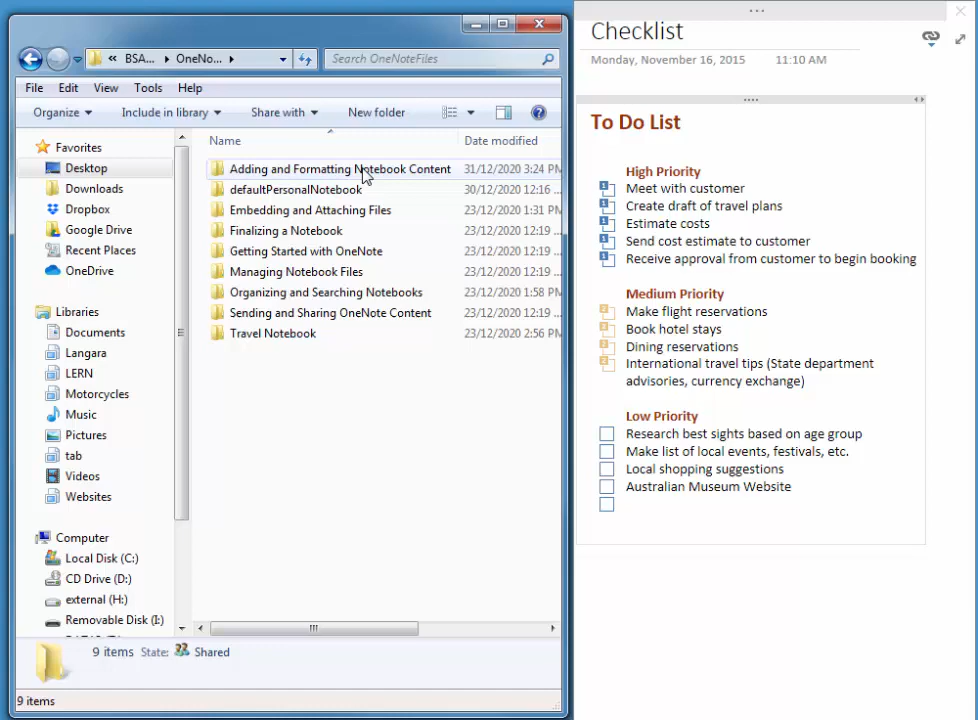 « BSA... ▸ OneNo... ▸
Search OneNoteFiles
File Edit View Tools Help
Organize Include in library Share with New folder
Favorites
Desktop
Downloads
Dropbox
Google Drive
Recent Places
OneDrive
Libraries
Documents
Langara
LERN
Motorcycles
Music
Pictures
tab
Videos
Websites
Computer
Local Disk (C:)
CD Drive (D:)
external (H:)
Removable Disk (I:)
Name Date modified
Adding and Formatting Notebook Content 31/12/2020 3:24 PM
defaultPersonalNotebook 30/12/2020 12:16 ...
Embedding and Attaching Files 23/12/2020 1:31 PM
Finalizing a Notebook 23/12/2020 12:19 ...
Getting Started with OneNote 23/12/2020 12:19 ...
Managing Notebook Files 23/12/2020 12:19 ...
Organizing and Searching Notebooks 23/12/2020 1:58 PM
Sending and Sharing OneNote Content 23/12/2020 12:19 ...
Travel Notebook 23/12/2020 2:56 PM
9 items State: Shared
9 items
Checklist
Monday, November 16, 2015 11:10 AM
To Do List
High Priority
1 Meet with customer
1 Create draft of travel plans
1 Estimate costs
1 Send cost estimate to customer
1 Receive approval from customer to begin booking
Medium Priority
2 Make flight reservations
2 Book hotel stays
2 Dining reservations
2 International travel tips (State department
advisories, currency exchange)
Low Priority
Research best sights based on age group
Make list of local events, festivals, etc.
Local shopping suggestions
Australian Museum Website